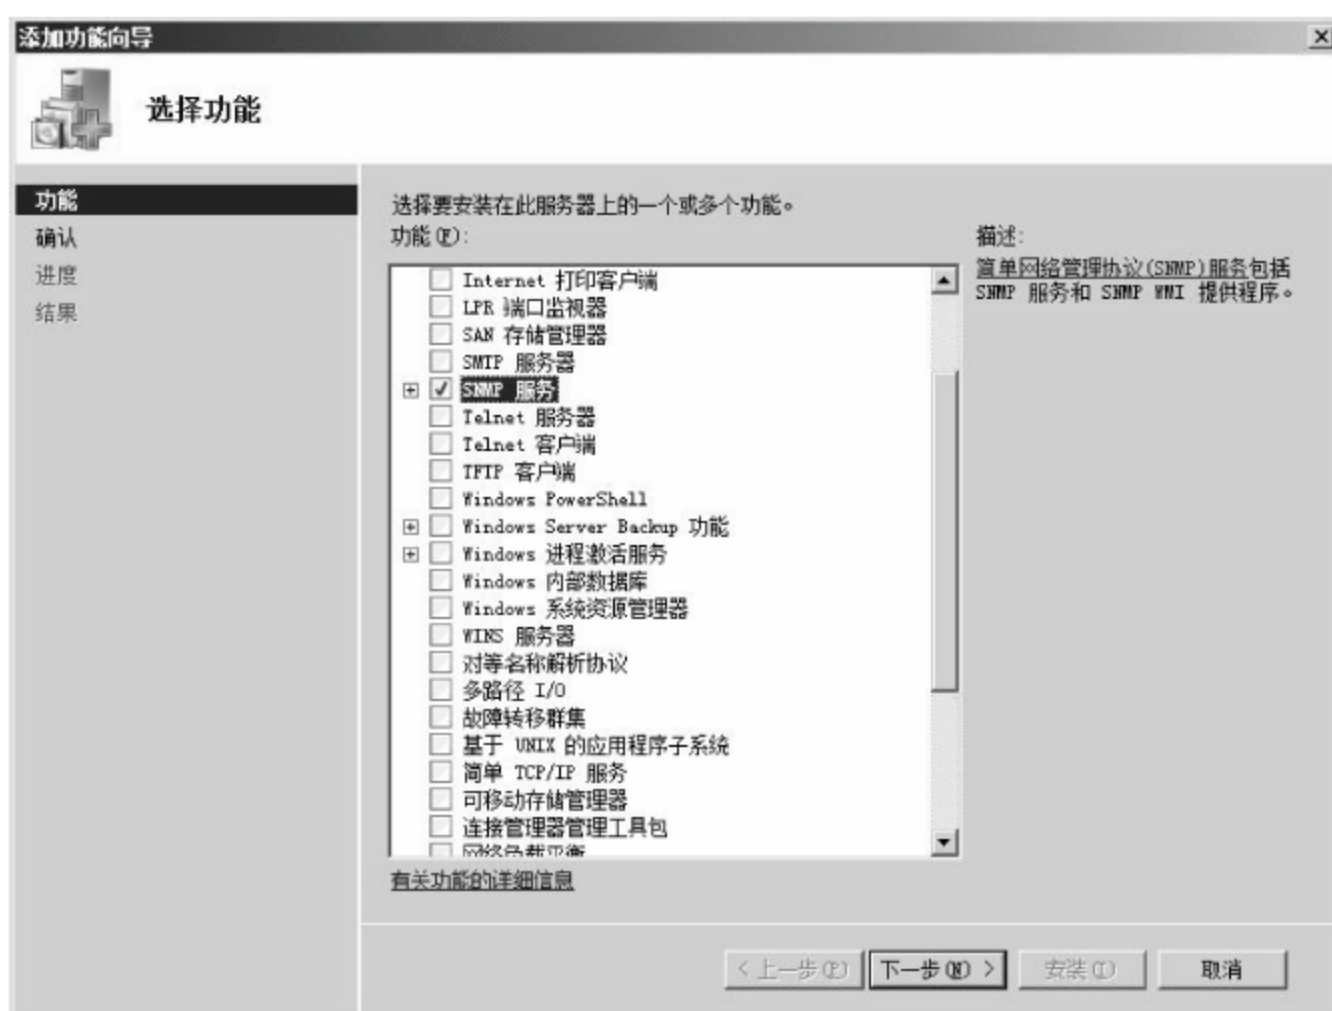 添加功能向导
选择功能
功能
确认
进度
结果
选择要安装在此服务器上的一个或多个功能。
功能(F):
Internet 打印客户端
LPR 端口监视器
SAN 存储管理器
SMTP 服务器
SNMP 服务
Telnet 服务器
Telnet 客户端
TFTP 客户端
Windows PowerShell
Windows Server Backup 功能
Windows 进程激活服务
Windows 内部数据库
Windows 系统资源管理器
WINS 服务器
对等名称解析协议
多路径 I/O
故障转移群集
基于 UNIX 的应用程序子系统
简单 TCP/IP 服务
可移动存储管理器
连接管理器管理工具包
网络负载平衡
有关功能的详细信息
描述:
简单网络管理协议(SNMP)服务包括
SNMP 服务和 SNMP WMI 提供程序。
< 上一步(P)
下一步(N) >
安装(I)
取消